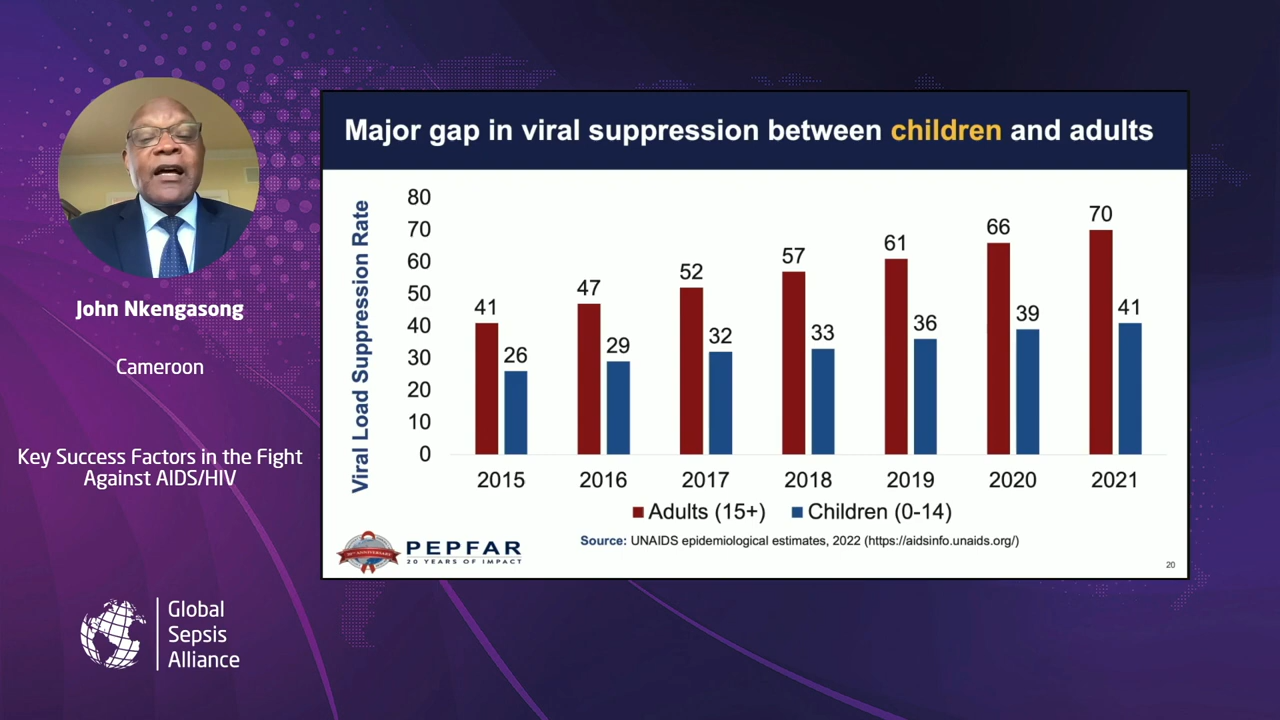 John Nkengasong
Cameroon
Key Success Factors in the Fight
Against AIDS/HIV
Global
Sepsis
Alliance
Major gap in viral suppression between children and adults
Viral Load Suppression Rate
80
70
60
50
40
30
20
10
0
41
26
47
29
52
32
57
33
61
36
66
39
70
41
2015 2016 2017 2018 2019 2020 2021
Adults (15+) Children (0-14)
PEPFAR
20 YEARS OF IMPACT
Source: UNAIDS epidemiological estimates, 2022 (https://aidsinfo.unaids.org/)
20